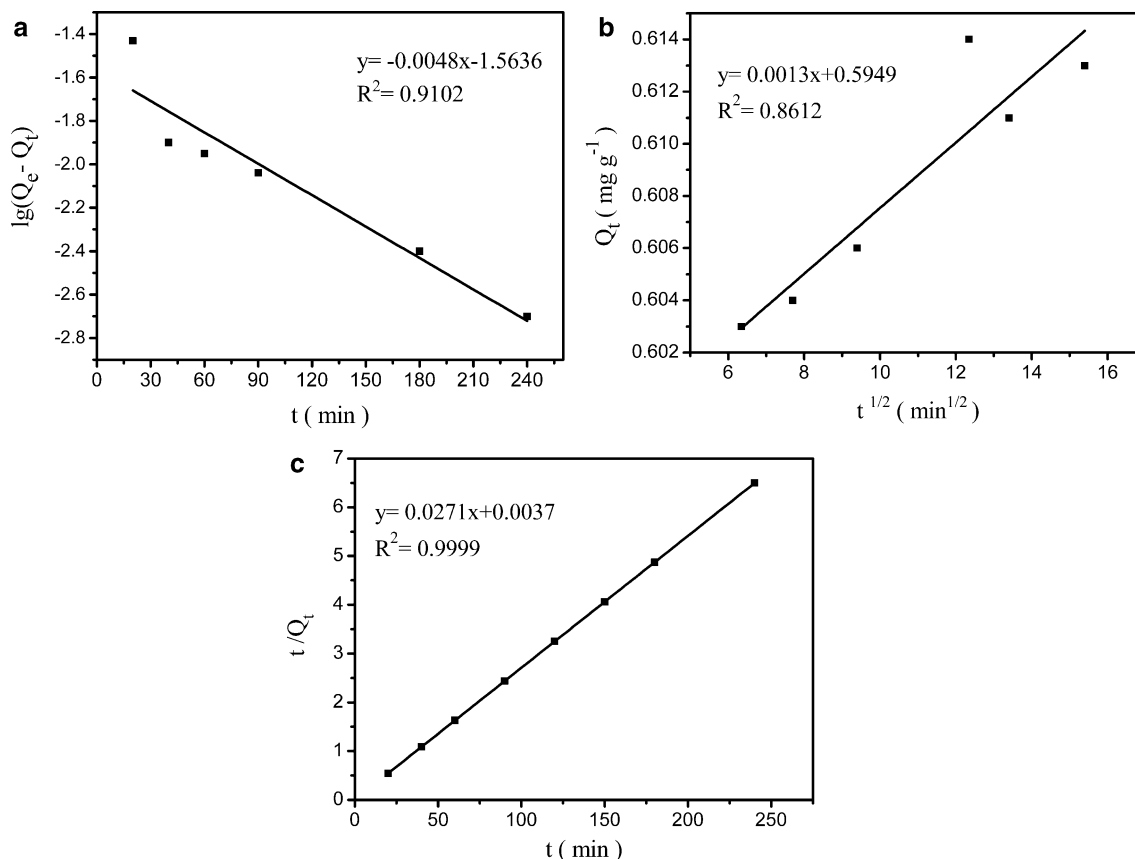 a
-1.4
-1.6
-1.8
-2.0
-2.2
-2.4
-2.6
-2.8
lg(Qe- Qt)
y= -0.0048x-1.5636
R2= 0.9102
0 30 60 90 120 150 180 210 240
t ( min )
b
0.614
0.612
0.610
0.608
0.606
0.604
0.602
Qt ( mg g-1)
y= 0.0013x+0.5949
R2= 0.8612
6 8 10 12 14 16
t 1/2 ( min1/2)
c
7
6
5
4
3
2
1
0
t /Qt
y= 0.0271x+0.0037
R2= 0.9999
0 50 100 150 200 250
t ( min )